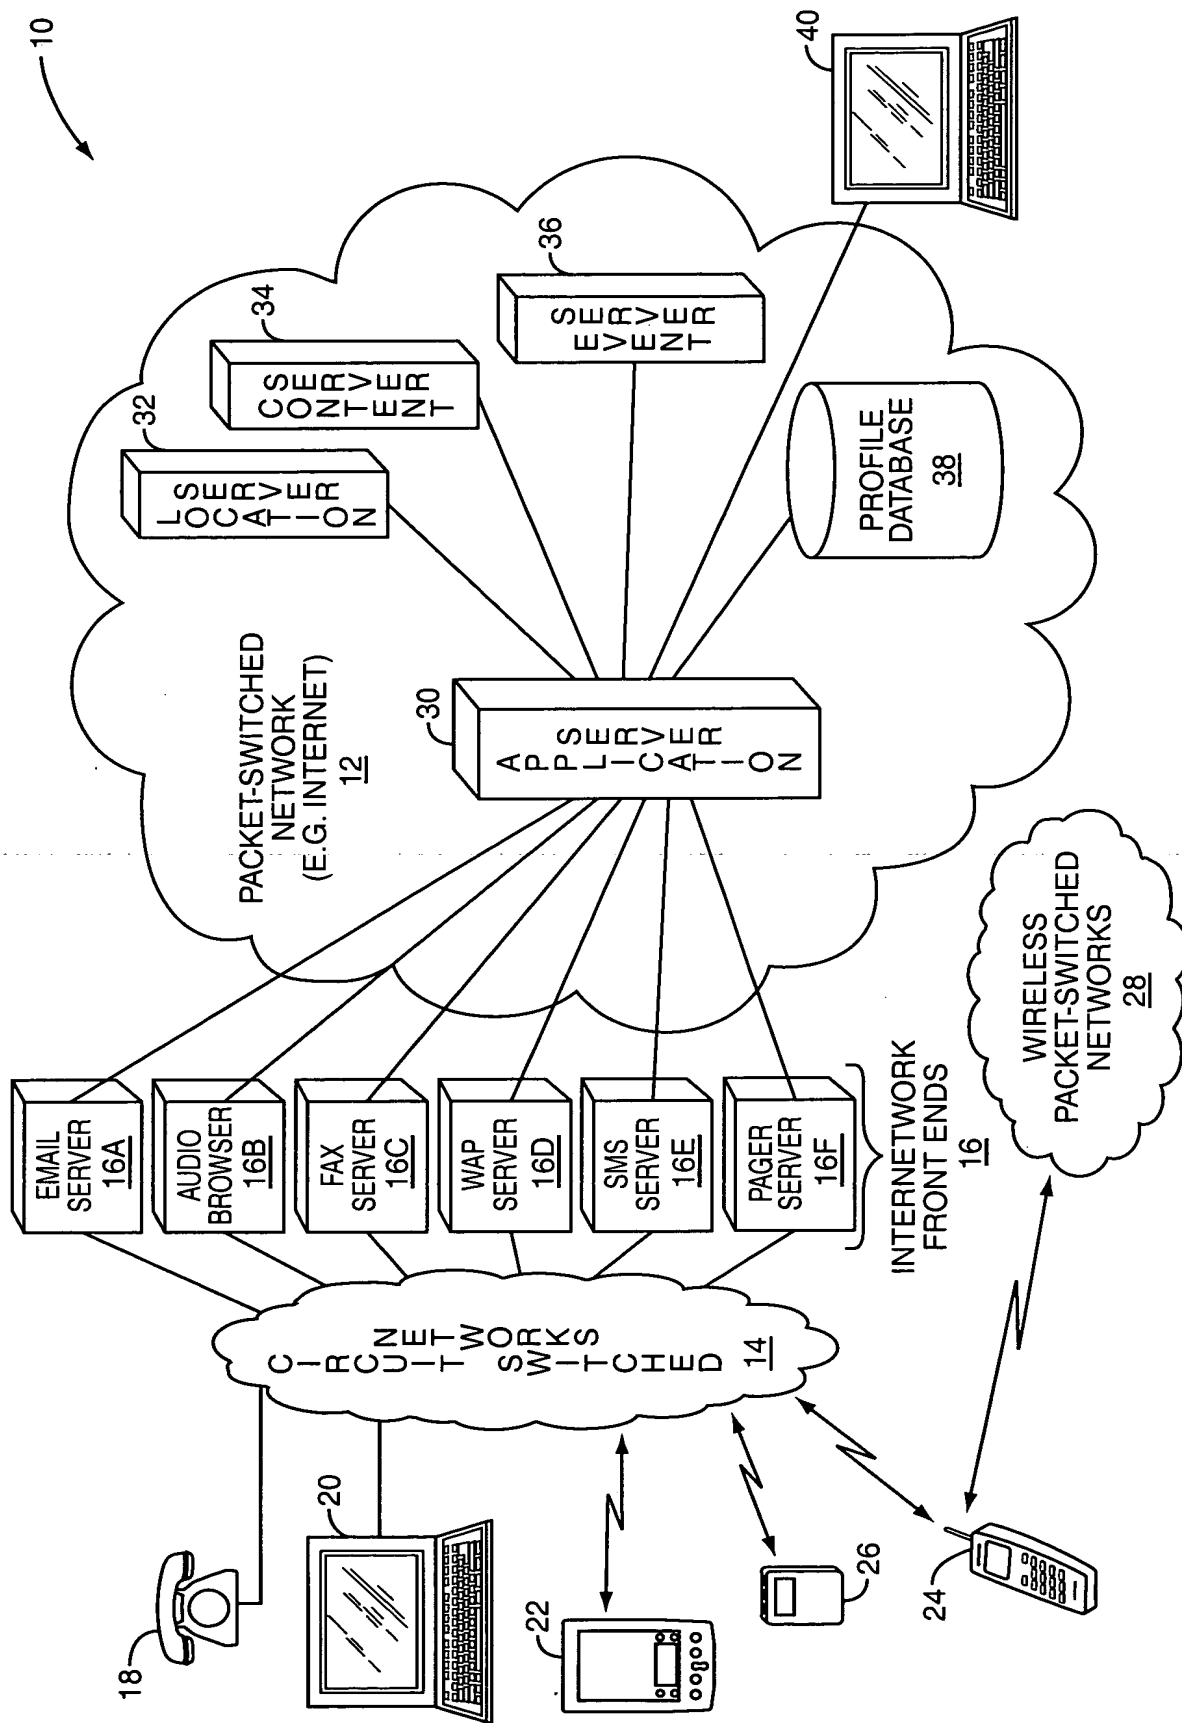 10
PACKET-SWITCHED
NETWORK
(E.G. INTERNET)
12
32
LOCATION
SERVER
34
CONTENT
SERVER
36
EVENT
SERVER
40
30
APPLICATION
SERVER
PROFILE
DATABASE
38
EMAIL
SERVER
16A
AUDIO
BROWSER
16B
FAX
SERVER
16C
WAP
SERVER
16D
SMS
SERVER
16E
PAGER
SERVER
16F
INTERNETWORK
FRONT ENDS
16
WIRELESS
PACKET-SWITCHED
NETWORKS
28
CIRCUIT SWITCHED
NETWORKS
14
18
20
22
26
24